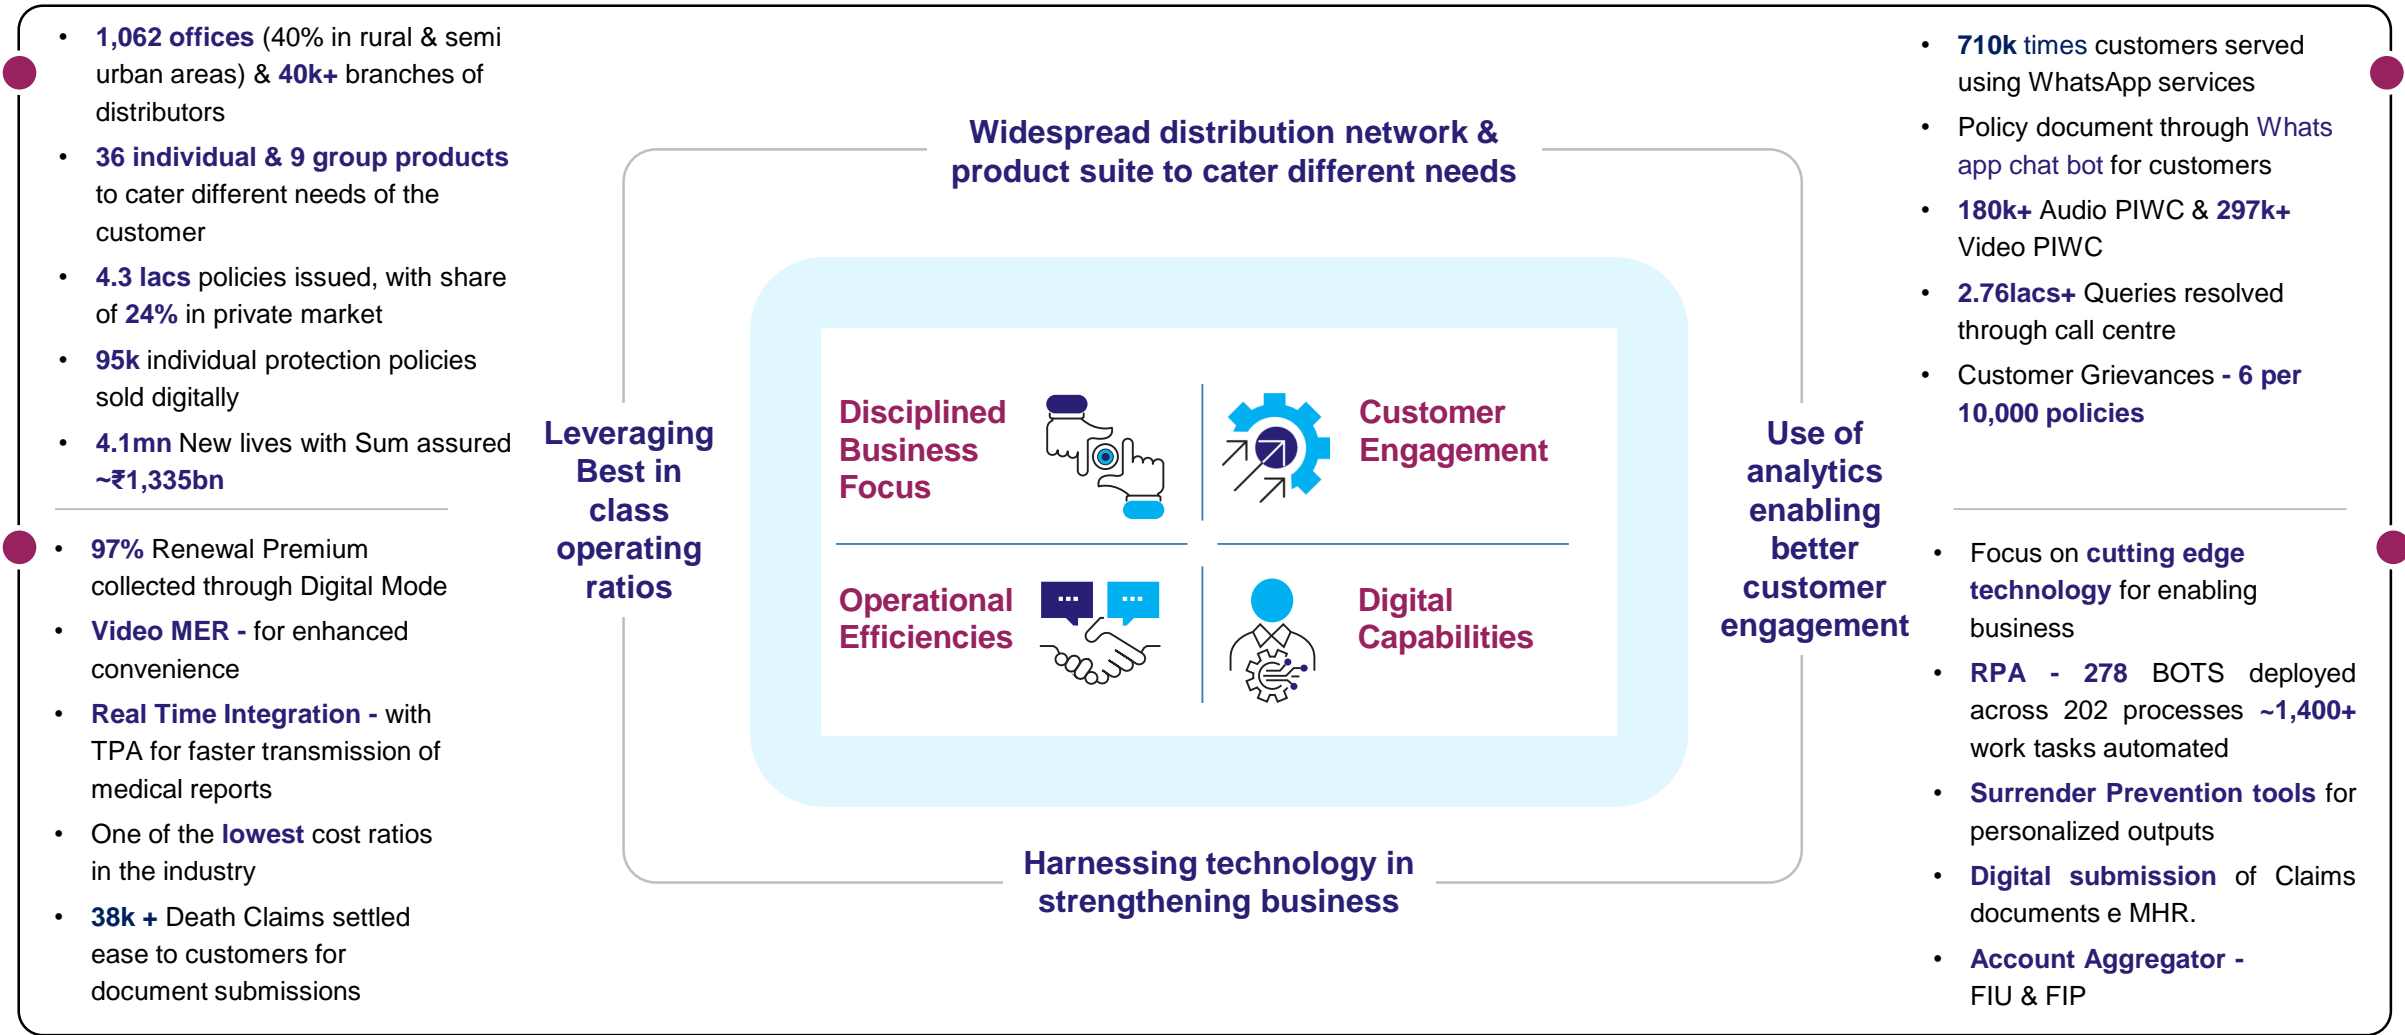 • 1,062 offices (40% in rural & semi
urban areas) & 40k+ branches of
distributors
• 36 individual & 9 group products
to cater different needs of the
customer
• 4.3 lacs policies issued, with share
of 24% in private market
• 95k individual protection policies
sold digitally
• 4.1mn New lives with Sum assured
~₹1,335bn
• 97% Renewal Premium
collected through Digital Mode
• Video MER - for enhanced
convenience
• Real Time Integration - with
TPA for faster transmission of
medical reports
• One of the lowest cost ratios
in the industry
• 38k + Death Claims settled
ease to customers for
document submissions
Widespread distribution network &
product suite to cater different needs
Leveraging
Best in
class
operating
ratios
Disciplined
Business
Focus
Customer
Engagement
Operational
Efficiencies
Digital
Capabilities
Use of
analytics
enabling
better
customer
engagement
Harnessing technology in
strengthening business
• 710k times customers served
using WhatsApp services
• Policy document through Whats
app chat bot for customers
• 180k+ Audio PIWC & 297k+
Video PIWC
• 2.76lacs+ Queries resolved
through call centre
• Customer Grievances - 6 per
10,000 policies
• Focus on cutting edge
technology for enabling
business
• RPA - 278 BOTS deployed
across 202 processes ~1,400+
work tasks automated
• Surrender Prevention tools for
personalized outputs
• Digital submission of Claims
documents e MHR.
• Account Aggregator -
FIU & FIP